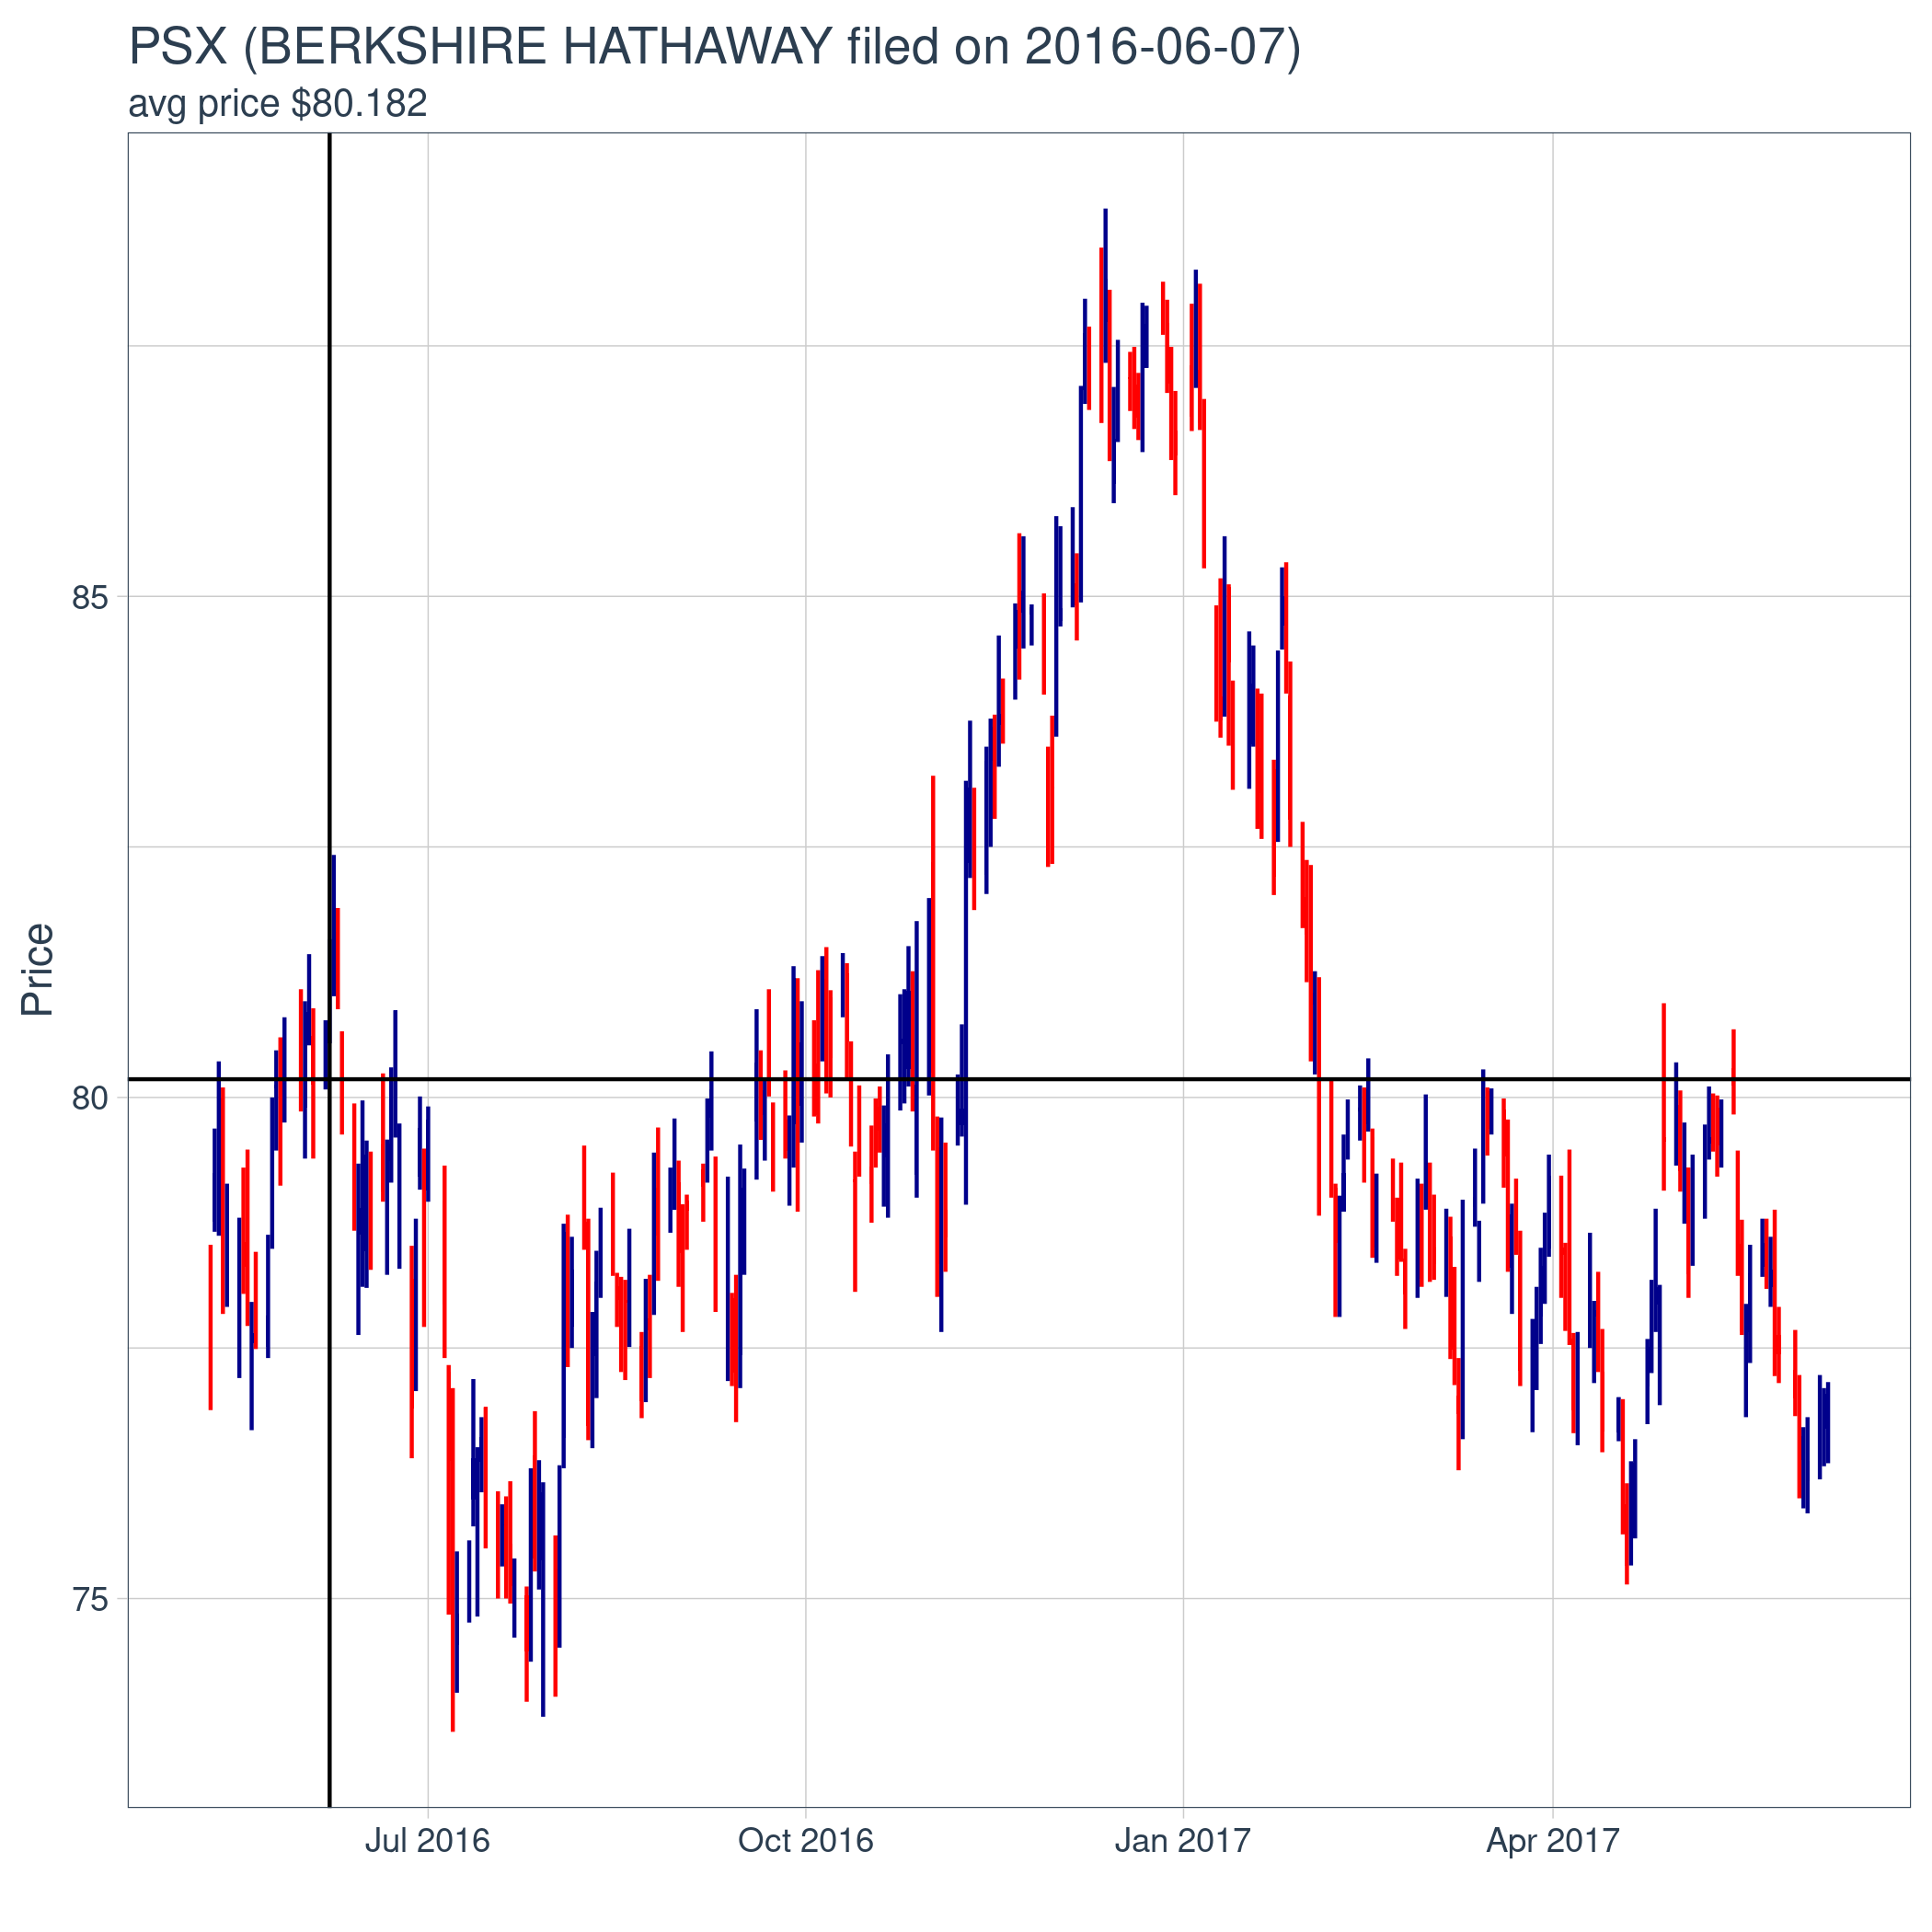 PSX (BERKSHIRE HATHAWAY filed on 2016-06-07)
avg price $80.182
Price
85
80
75
Jul 2016
Oct 2016
Jan 2017
Apr 2017